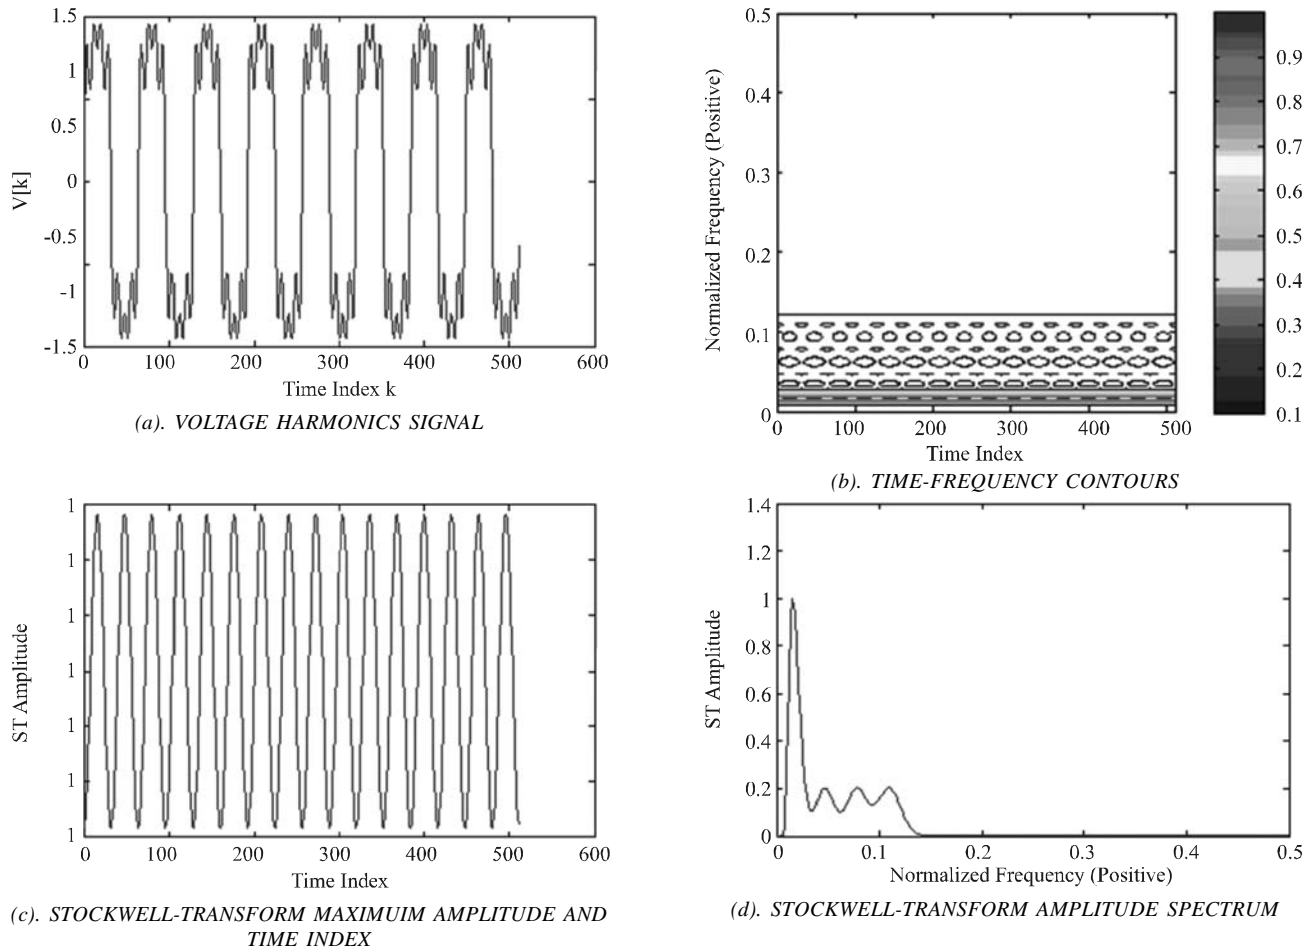 1.5
1
0.5
0
-0.5
-1
-1.5
V[k]
0 100 200 300 400 500 600
Time Index k
(a). VOLTAGE HARMONICS SIGNAL
0.5
0.4
0.3
0.2
0.1
0
Normalized Frequency (Positive)
0 100 200 300 400 500
Time Index
0.9
0.8
0.7
0.6
0.5
0.4
0.3
0.2
0.1
(b). TIME-FREQUENCY CONTOURS
1
1
1
1
1
1
1
ST Amplitude
0 100 200 300 400 500 600
Time Index
(c). STOCKWELL-TRANSFORM MAXIMUIM AMPLITUDE AND
TIME INDEX
1.4
1.2
1
0.8
0.6
0.4
0.2
0
ST Amplitude
0 0.1 0.2 0.3 0.4 0.5
Normalized Frequency (Positive)
(d). STOCKWELL-TRANSFORM AMPLITUDE SPECTRUM